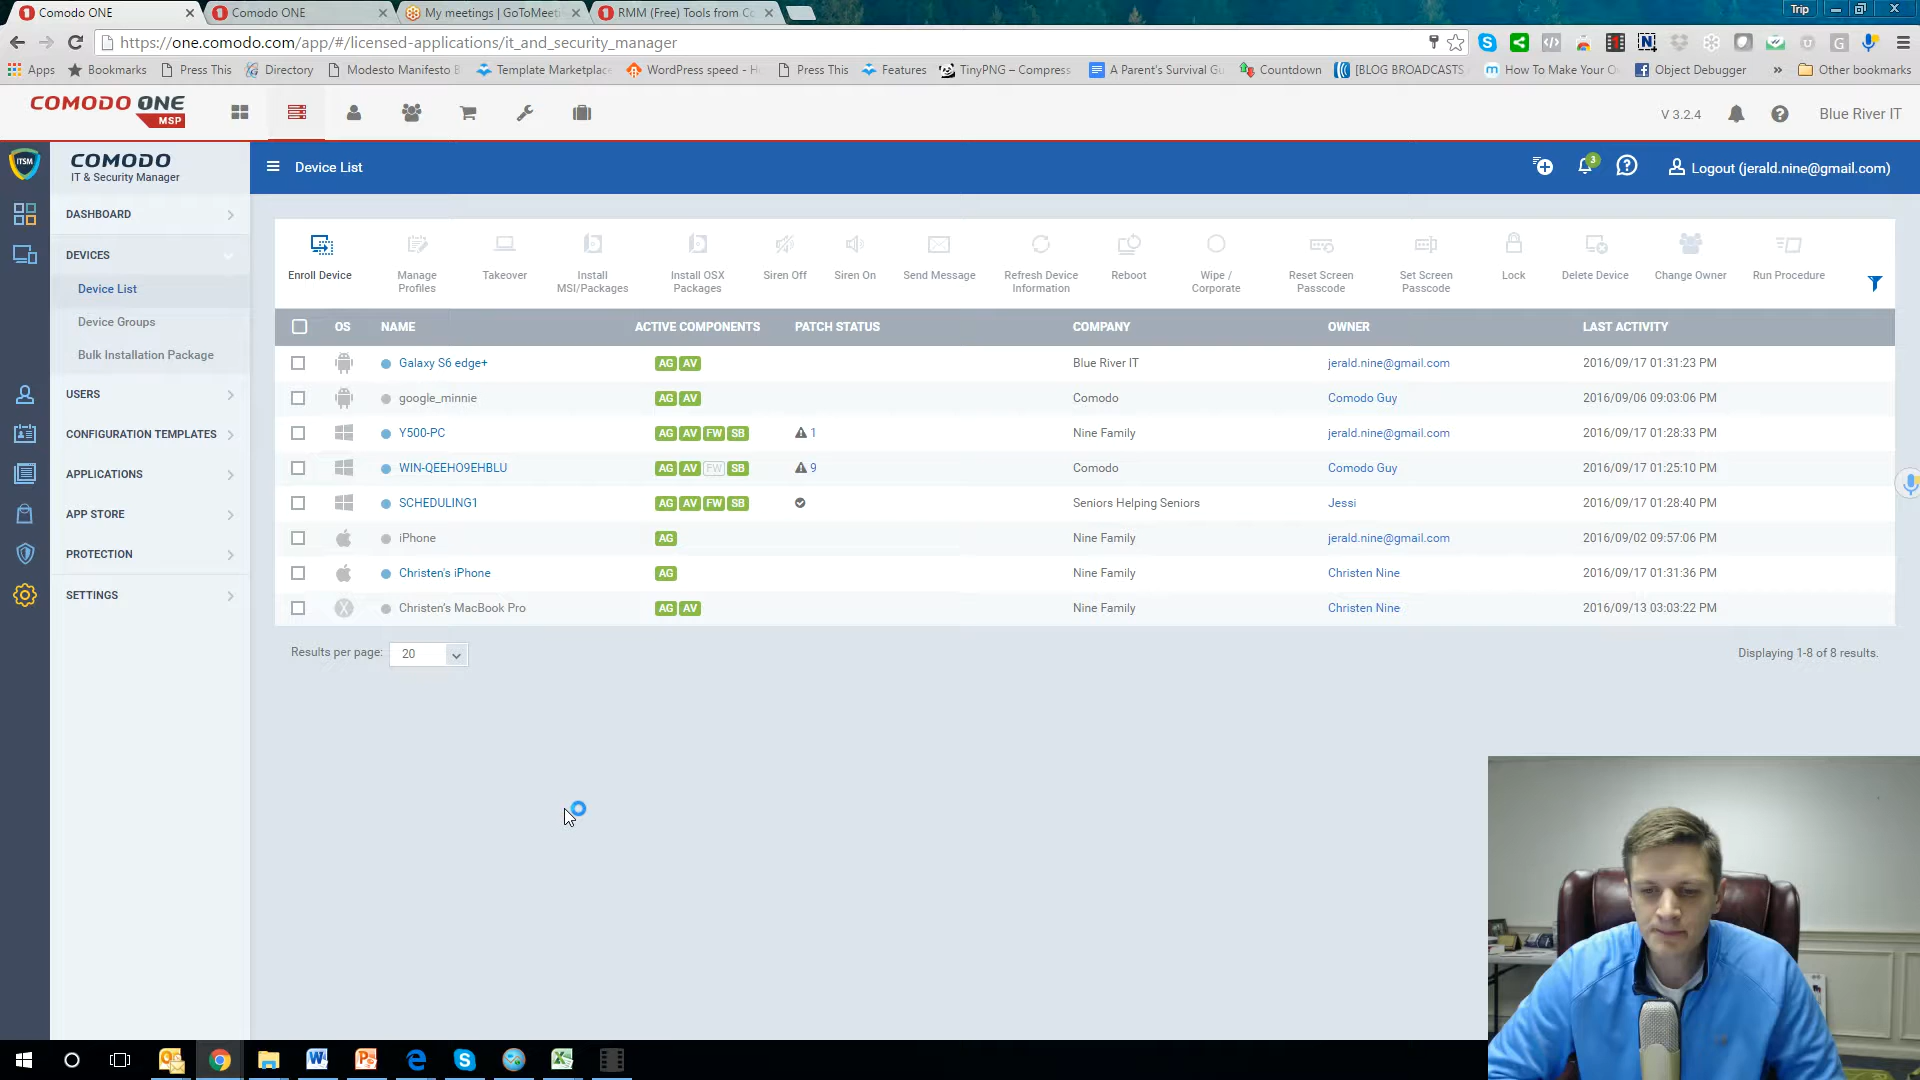 Comodo ONE
Comodo ONE
My meetings | GoToMeeti
RMM (Free) Tools from Co
Trip
https://one.comodo.com/app/#/licensed-applications/it_and_security_manager
Apps
Bookmarks
Press This
Directory
Modesto Manifesto B
Template Marketplac
WordPress speed - H
Press This
Features
TinyPNG – Compress
A Parent's Survival Gu
Countdown
[BLOG BROADCASTS
How To Make Your O
Object Debugger
»
Other bookmarks
COMODO ONE
MSP
V 3.2.4
Blue River IT
ITSM
COMODO
IT & Security Manager
Device List
3
Logout (jerald.nine@gmail.com)
DASHBOARD
DEVICES
Device List
Device Groups
Bulk Installation Package
USERS
CONFIGURATION TEMPLATES
APPLICATIONS
APP STORE
PROTECTION
SETTINGS
Enroll Device
Manage
Profiles
Takeover
Install
MSI/Packages
Install OSX
Packages
Siren Off
Siren On
Send Message
Refresh Device
Information
Reboot
Wipe /
Corporate
Reset Screen
Passcode
Set Screen
Passcode
Lock
Delete Device
Change Owner
Run Procedure
OS NAME ACTIVE COMPONENTS PATCH STATUS COMPANY OWNER LAST ACTIVITY
Galaxy S6 edge+ AG AV Blue River IT jerald.nine@gmail.com 2016/09/17 01:31:23 PM
google_minnie AG AV Comodo Comodo Guy 2016/09/06 09:03:06 PM
Y500-PC AG AV FW SB 1 Nine Family jerald.nine@gmail.com 2016/09/17 01:28:33 PM
WIN-QEEHO9EHBLU AG AV FW SB 9 Comodo Comodo Guy 2016/09/17 01:25:10 PM
SCHEDULING1 AG AV FW SB Seniors Helping Seniors Jessi 2016/09/17 01:28:40 PM
iPhone AG Nine Family jerald.nine@gmail.com 2016/09/02 09:57:06 PM
Christen's iPhone AG Nine Family Christen Nine 2016/09/17 01:31:36 PM
Christen's MacBook Pro AG AV Nine Family Christen Nine 2016/09/13 03:03:22 PM
Results per page: 20
Displaying 1-8 of 8 results.